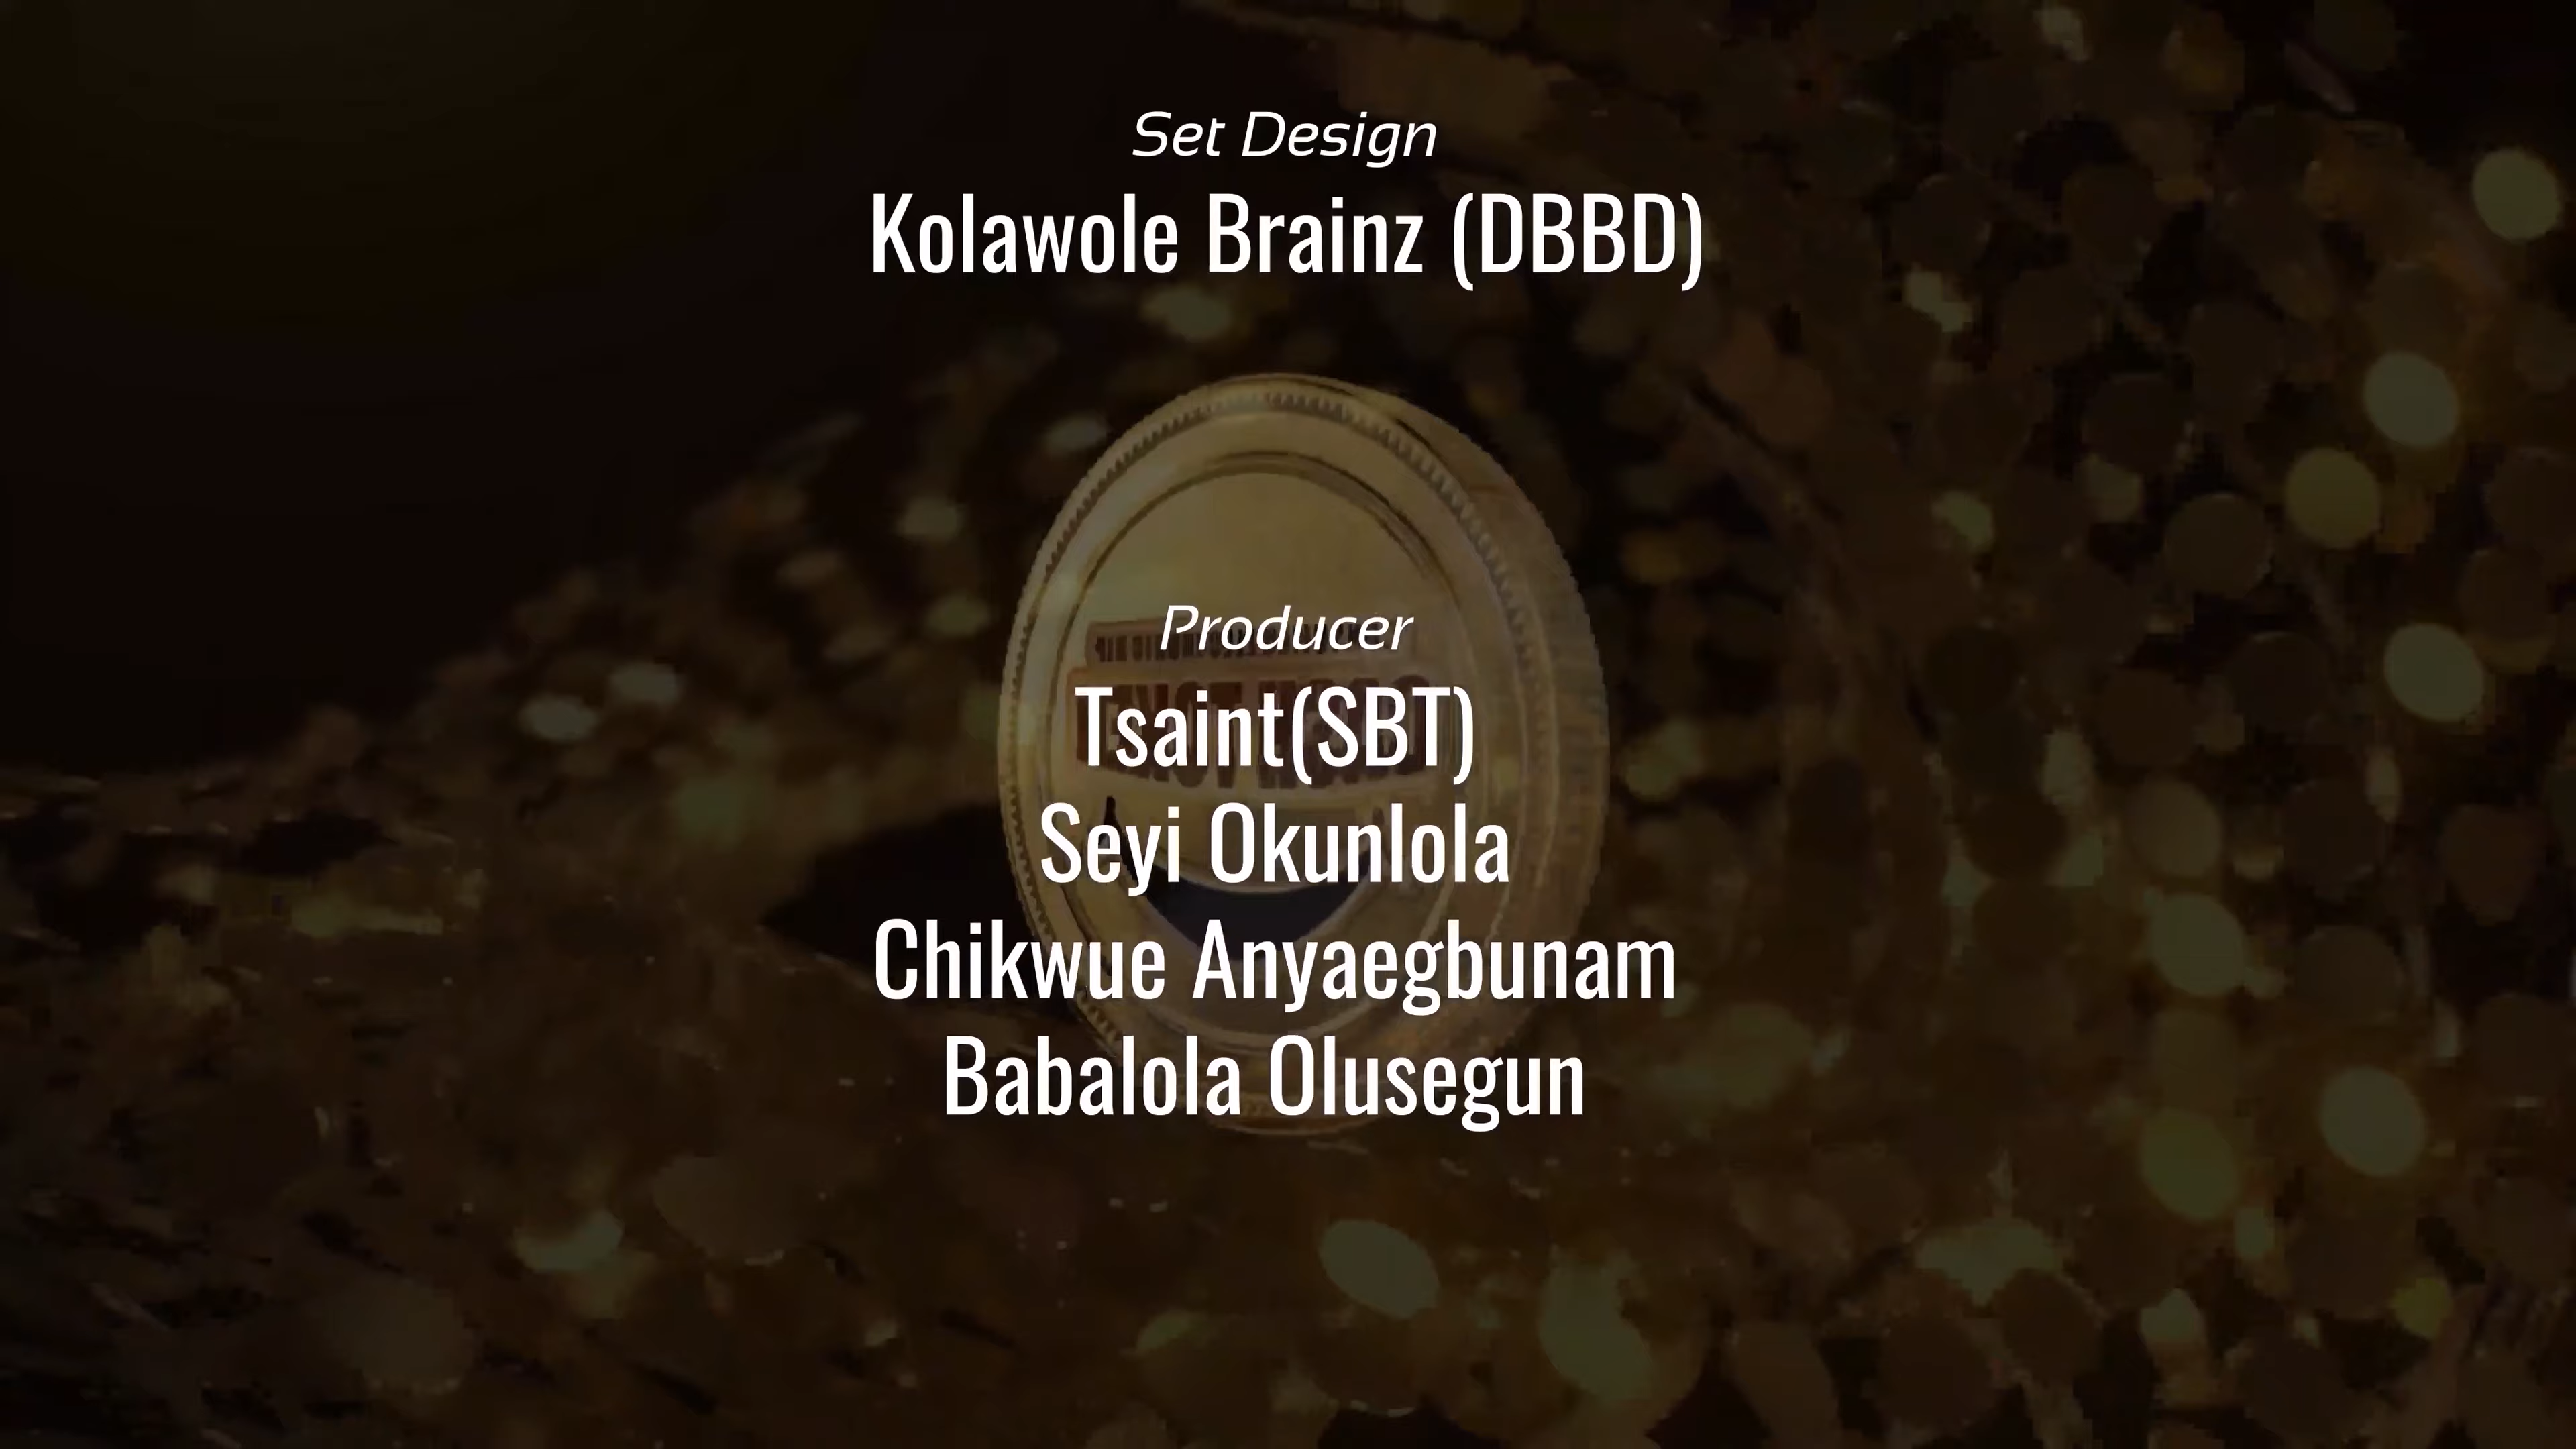 Set Design
Kolawole Brainz (DBBD)
Producer
Tsaint(SBT)
Seyi Okunlola
Chikwue Anyaegbunam
Babalola Olusegun